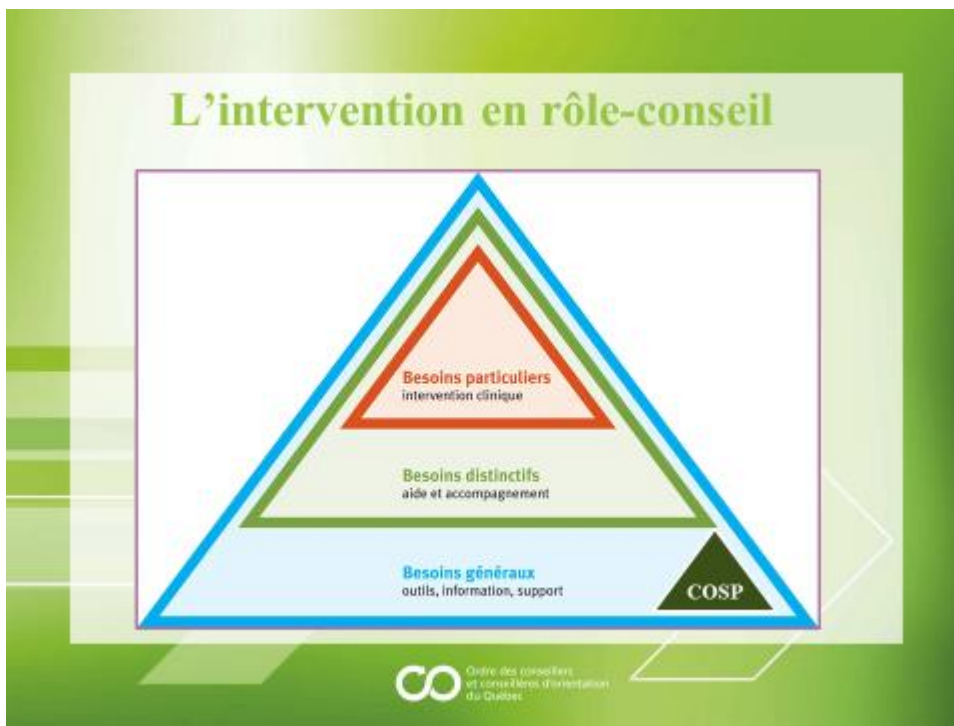 L’intervention en rôle-conseil
Besoins particuliers
intervention clinique
Besoins distinctifs
aide et accompagnement
Besoins généraux
outils, information, support
COSP
CO
Ordre des conseillers
et conseillères d'orientation
du Québec